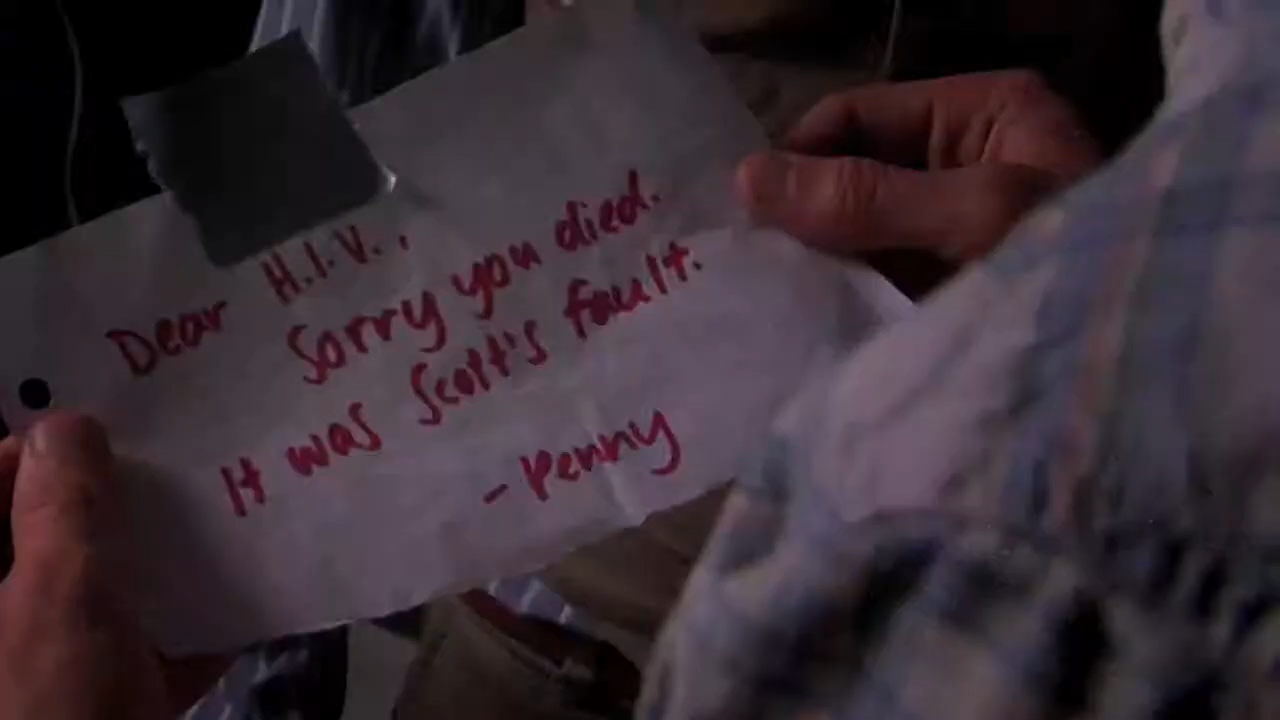 Dear H.I.V.,
Sorry you died.
It was Scott's fault.
- Penny